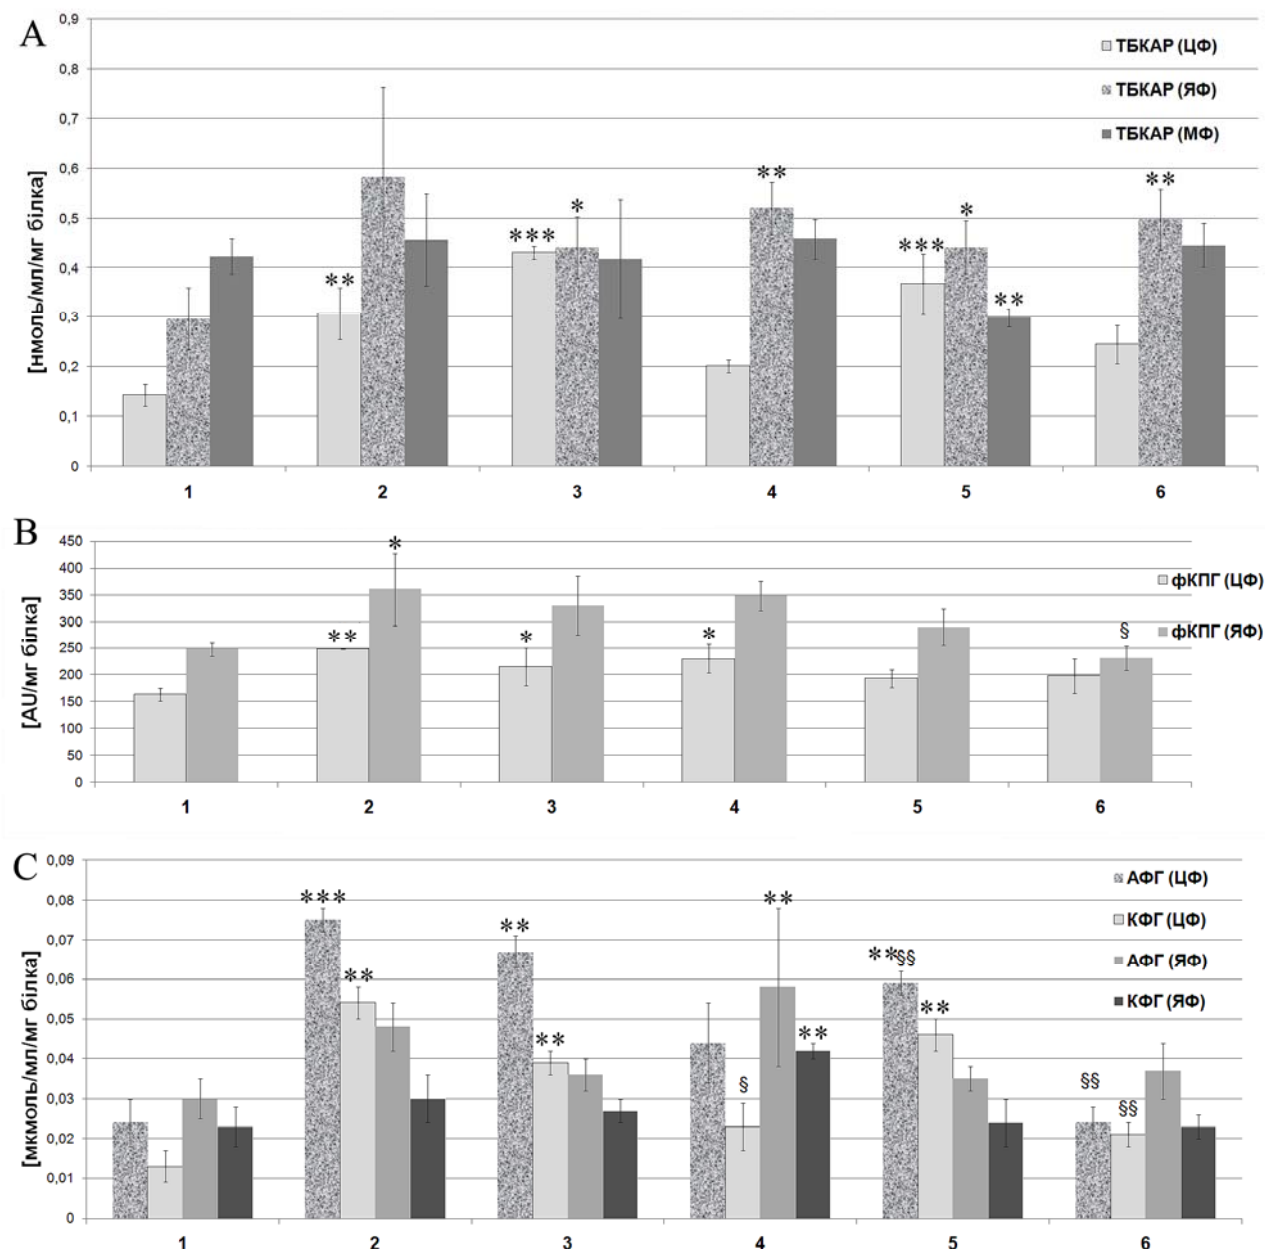 A
[нмоль/мл/мг білка]
0,9
0,8
0,7
0,6
0,5
0,4
0,3
0,2
0,1
0
ТБКАР (ЦФ)
ТБКАР (ЯФ)
ТБКАР (МФ)
** *** * ** *** * ** **
1 2 3 4 5 6
B
[AU/мг білка]
450
400
350
300
250
200
150
100
50
0
фКПГ (ЦФ)
фКПГ (ЯФ)
** * * * §
1 2 3 4 5 6
C
[мкмоль/мл/мг білка]
0,09
0,08
0,07
0,06
0,05
0,04
0,03
0,02
0,01
0
АФГ (ЦФ)
КФГ (ЦФ)
АФГ (ЯФ)
КФГ (ЯФ)
*** ** ** ** § ** ** **§§ ** §§ §§
1 2 3 4 5 6